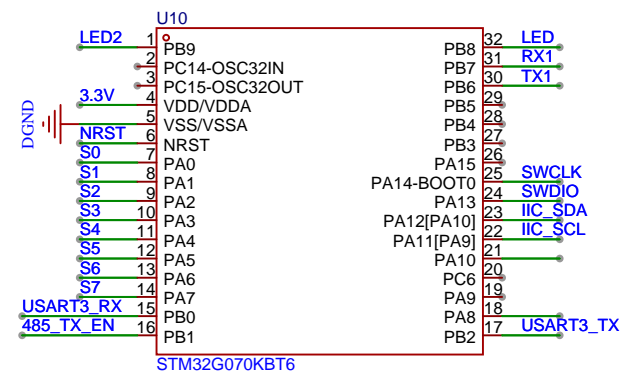 U10
LED2 1 PB9 PB8 32 LED
2 PC14-OSC32IN PB7 31 RX1
3 PC15-OSC32OUT PB6 30 TX1
3.3V 4 VDD/VDDA PB5 29
DGND 5 VSS/VSSA PB4 28
NRST 6 NRST PB3 27
S0 7 PA0 PA15 26
S1 8 PA1 PA14-BOOT0 25 SWCLK
S2 9 PA2 PA13 24 SWDIO
S3 10 PA3 PA12[PA10] 23 IIC_SDA
S4 11 PA4 PA11[PA9] 22 IIC_SCL
S5 12 PA5 PA10 21
S6 13 PA6 PC6 20
S7 14 PA7 PA9 19
USART3_RX 15 PB0 PA8 18
485_TX_EN 16 PB1 PB2 17 USART3_TX
STM32G070KBT6